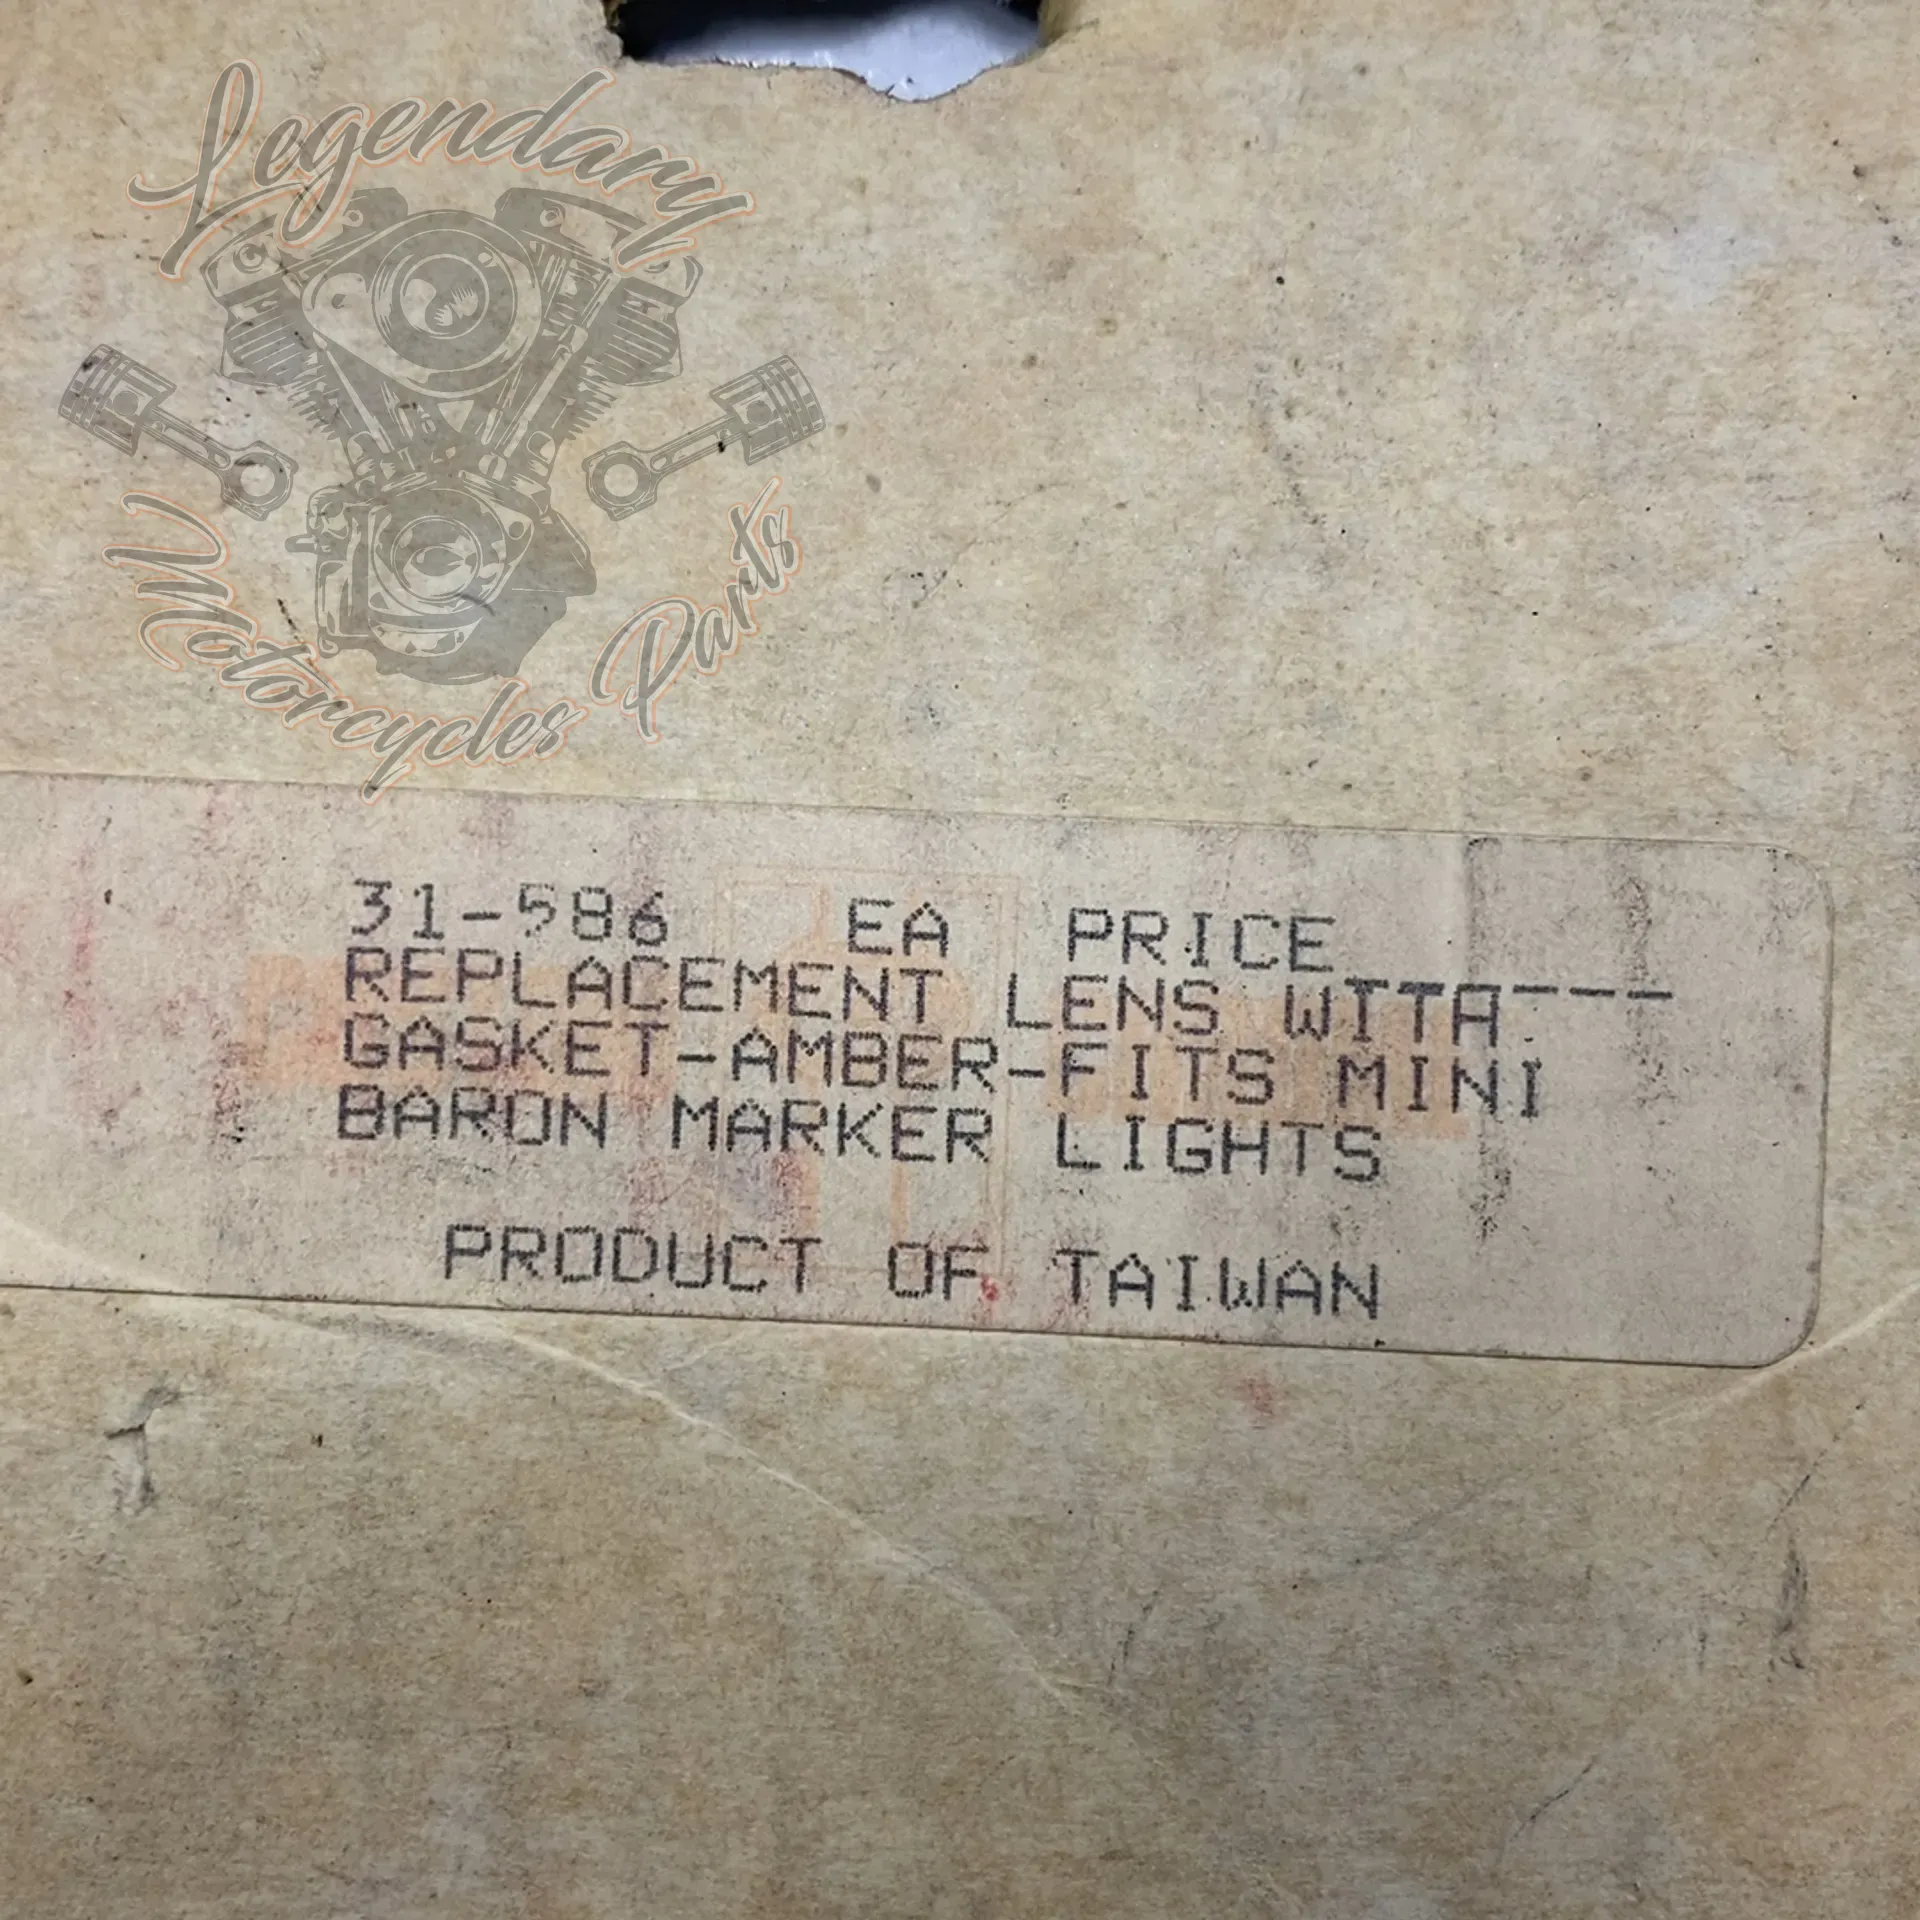 Legendary
Motorcycles Parts
31-586 EA PRICE
REPLACEMENT LENS WITH
GASKET-AMBER-FITS MINI
BARON MARKER LIGHTS
PRODUCT OF TAIWAN